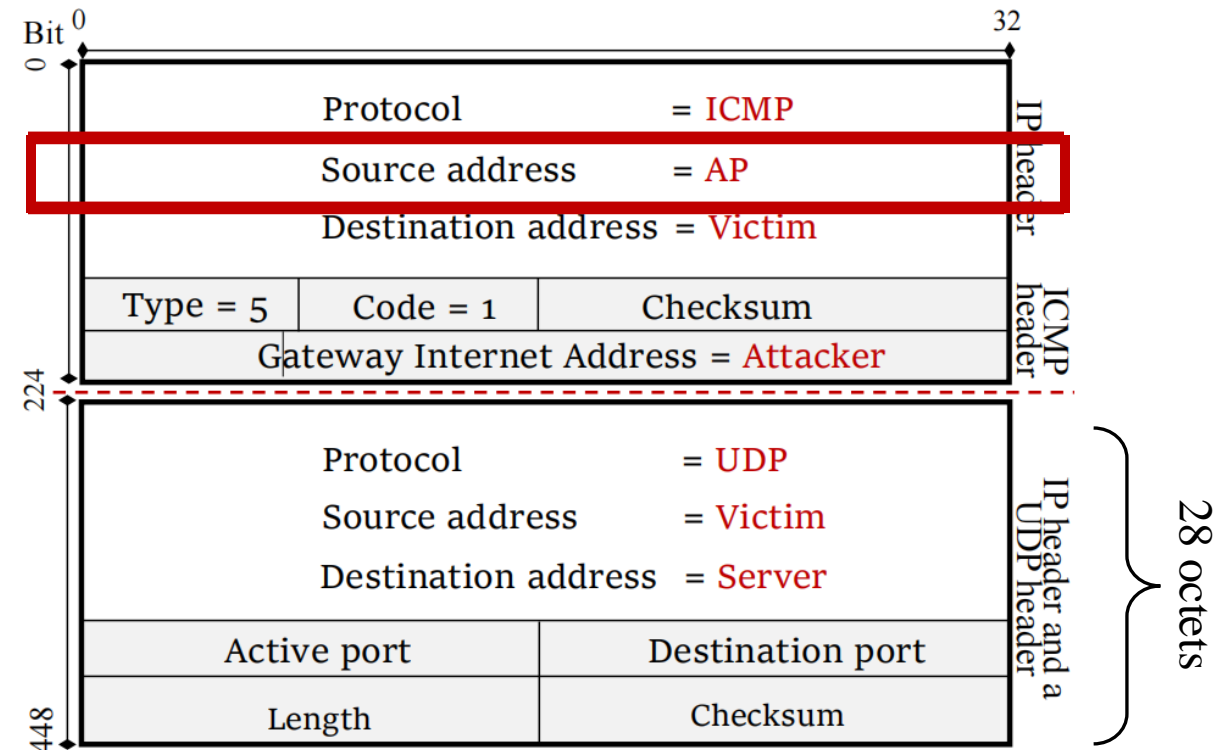 Bit 0 32
0
Protocol = ICMP
Source address = AP
Destination address = Victim
IP header
Type = 5 Code = 1 Checksum
Gateway Internet Address = Attacker
ICMP
header
224
Protocol = UDP
Source address = Victim
Destination address = Server
Active port Destination port
Length Checksum
IP header and a
UDP header
28 octets
448